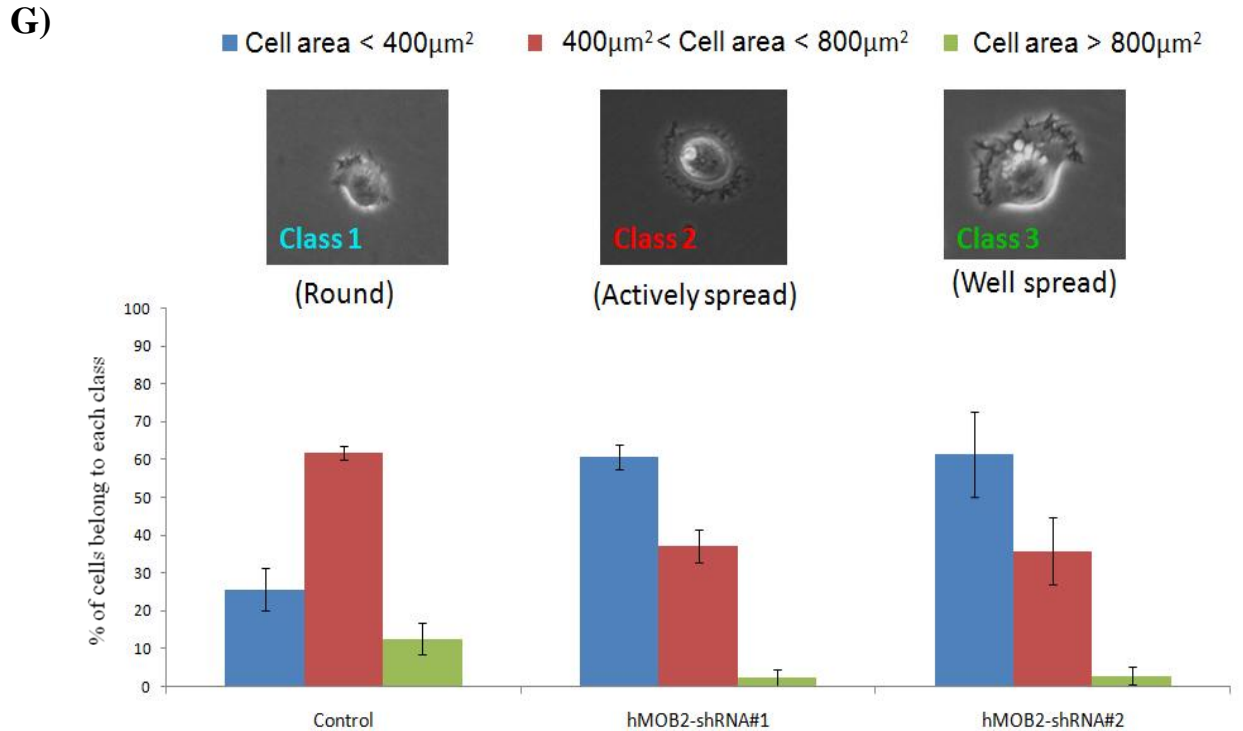 G)
Cell area < 400µm² 400µm² < Cell area < 800µm² Cell area > 800µm²
Class 1 Class 2 Class 3
(Round) (Actively spread) (Well spread)
% of cells belong to each class
100
90
80
70
60
50
40
30
20
10
0
Control hMOB2-shRNA#1 hMOB2-shRNA#2